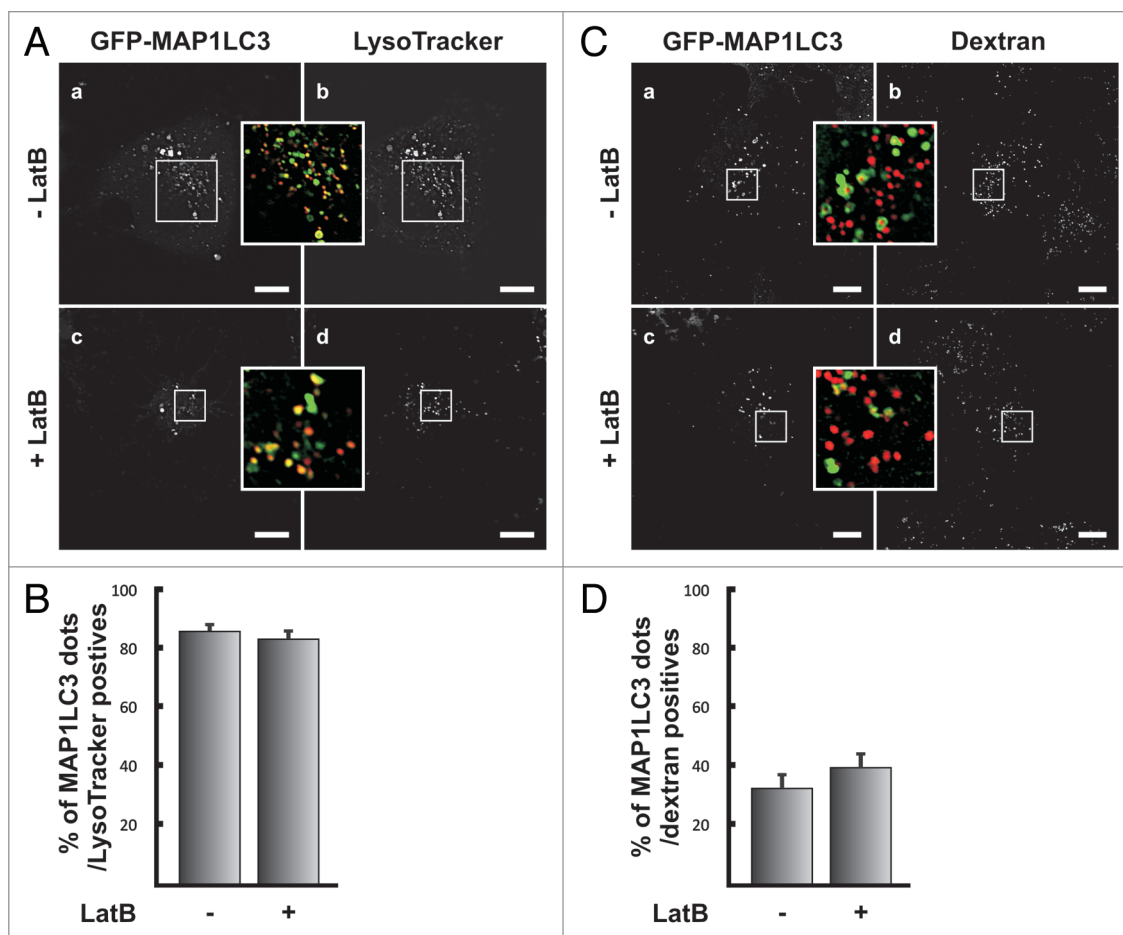 A
GFP-MAP1LC3 LysoTracker
- LatB
a b
+ LatB
c d
C
GFP-MAP1LC3 Dextran
- LatB
a b
+ LatB
c d
B
% of MAP1LC3 dots
/LysoTracker postives
100
80
60
40
20
LatB - +
D
% of MAP1LC3 dots
/dextran positives
100
80
60
40
20
LatB - +